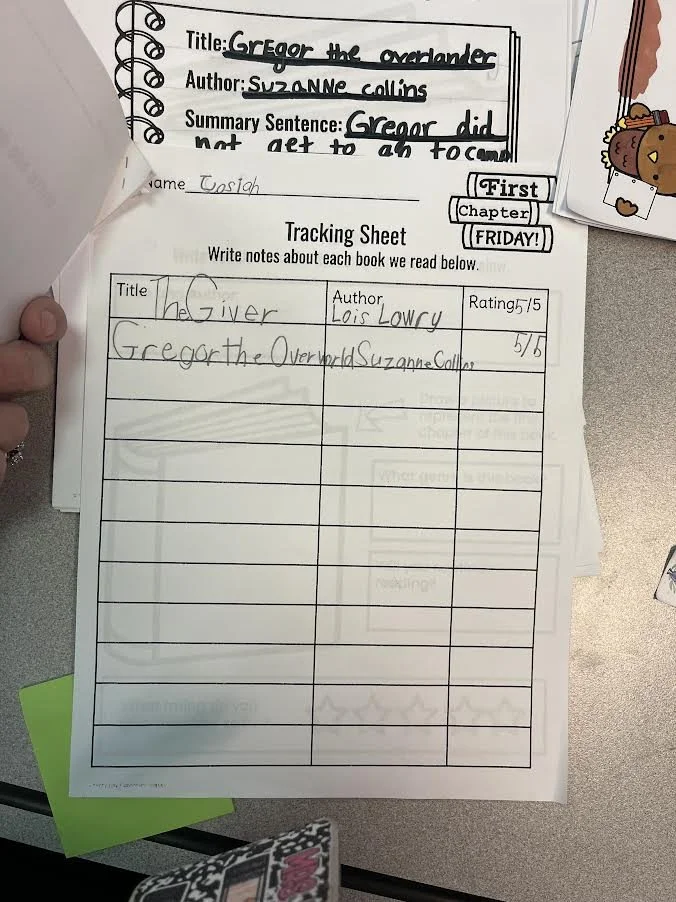 Title: Gregor the overlander
Author: Suzanne collins
Summary Sentence: Gregor did
not get to an to camp
Name
First
Chapter
FRIDAY!
Tracking Sheet
Write notes about each book we read below.
Title The Giver Author Lois Lowry Rating 5/5
Gregor the Overworld Suzanne Collins 5/5